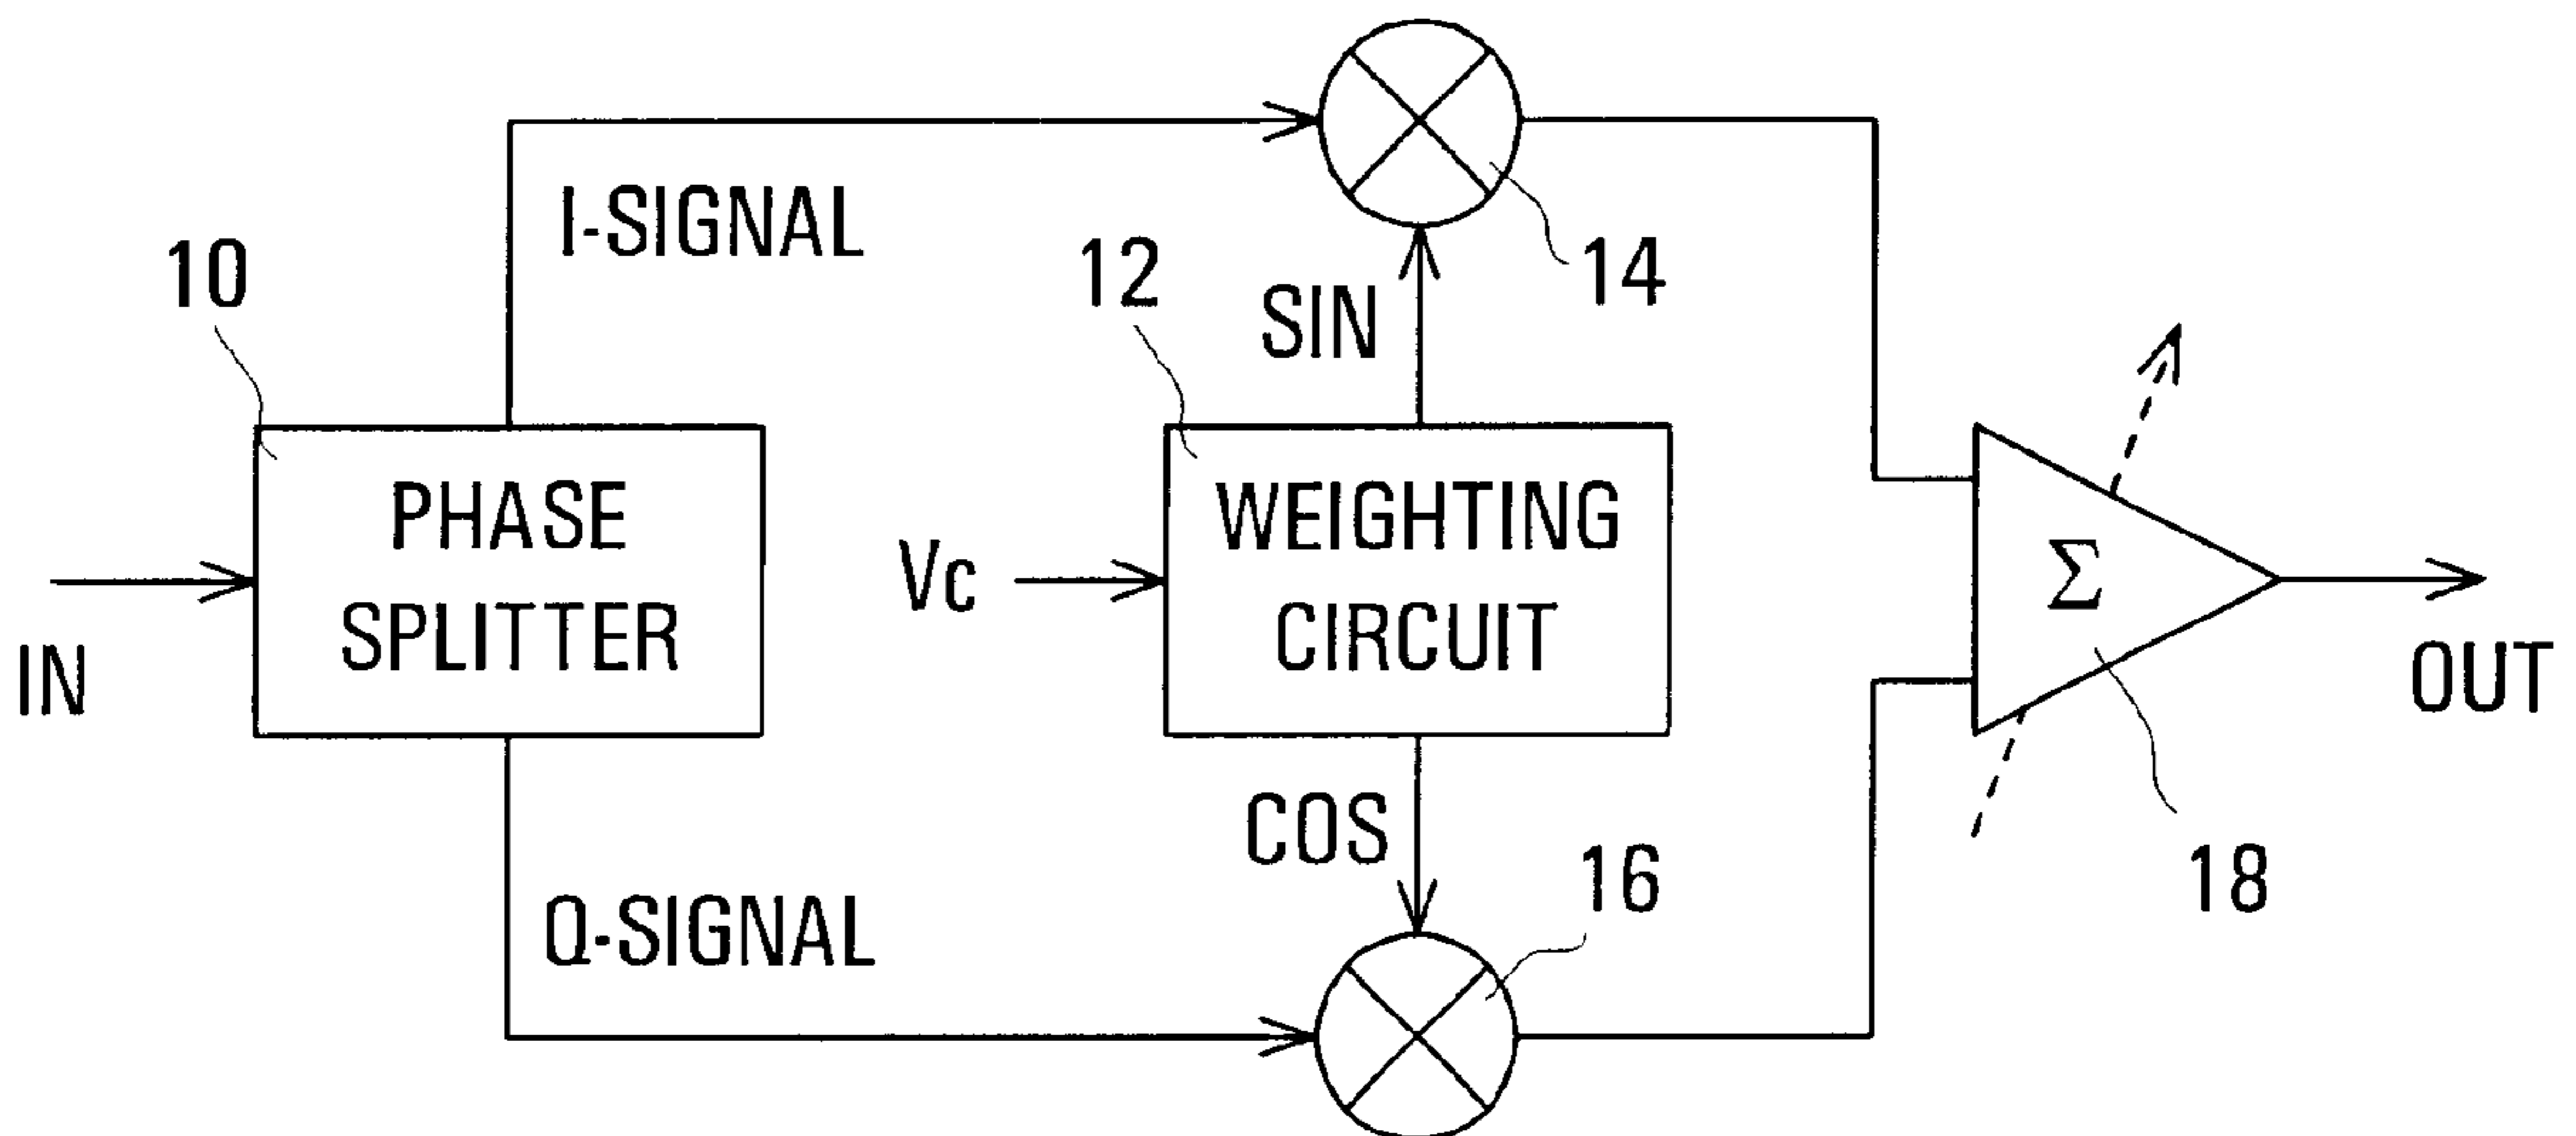 I-SIGNAL
10
12
14
SIN
PHASE
SPLITTER
Vc
WEIGHTING
CIRCUIT
Σ
IN
OUT
COS
16
18
Q-SIGNAL